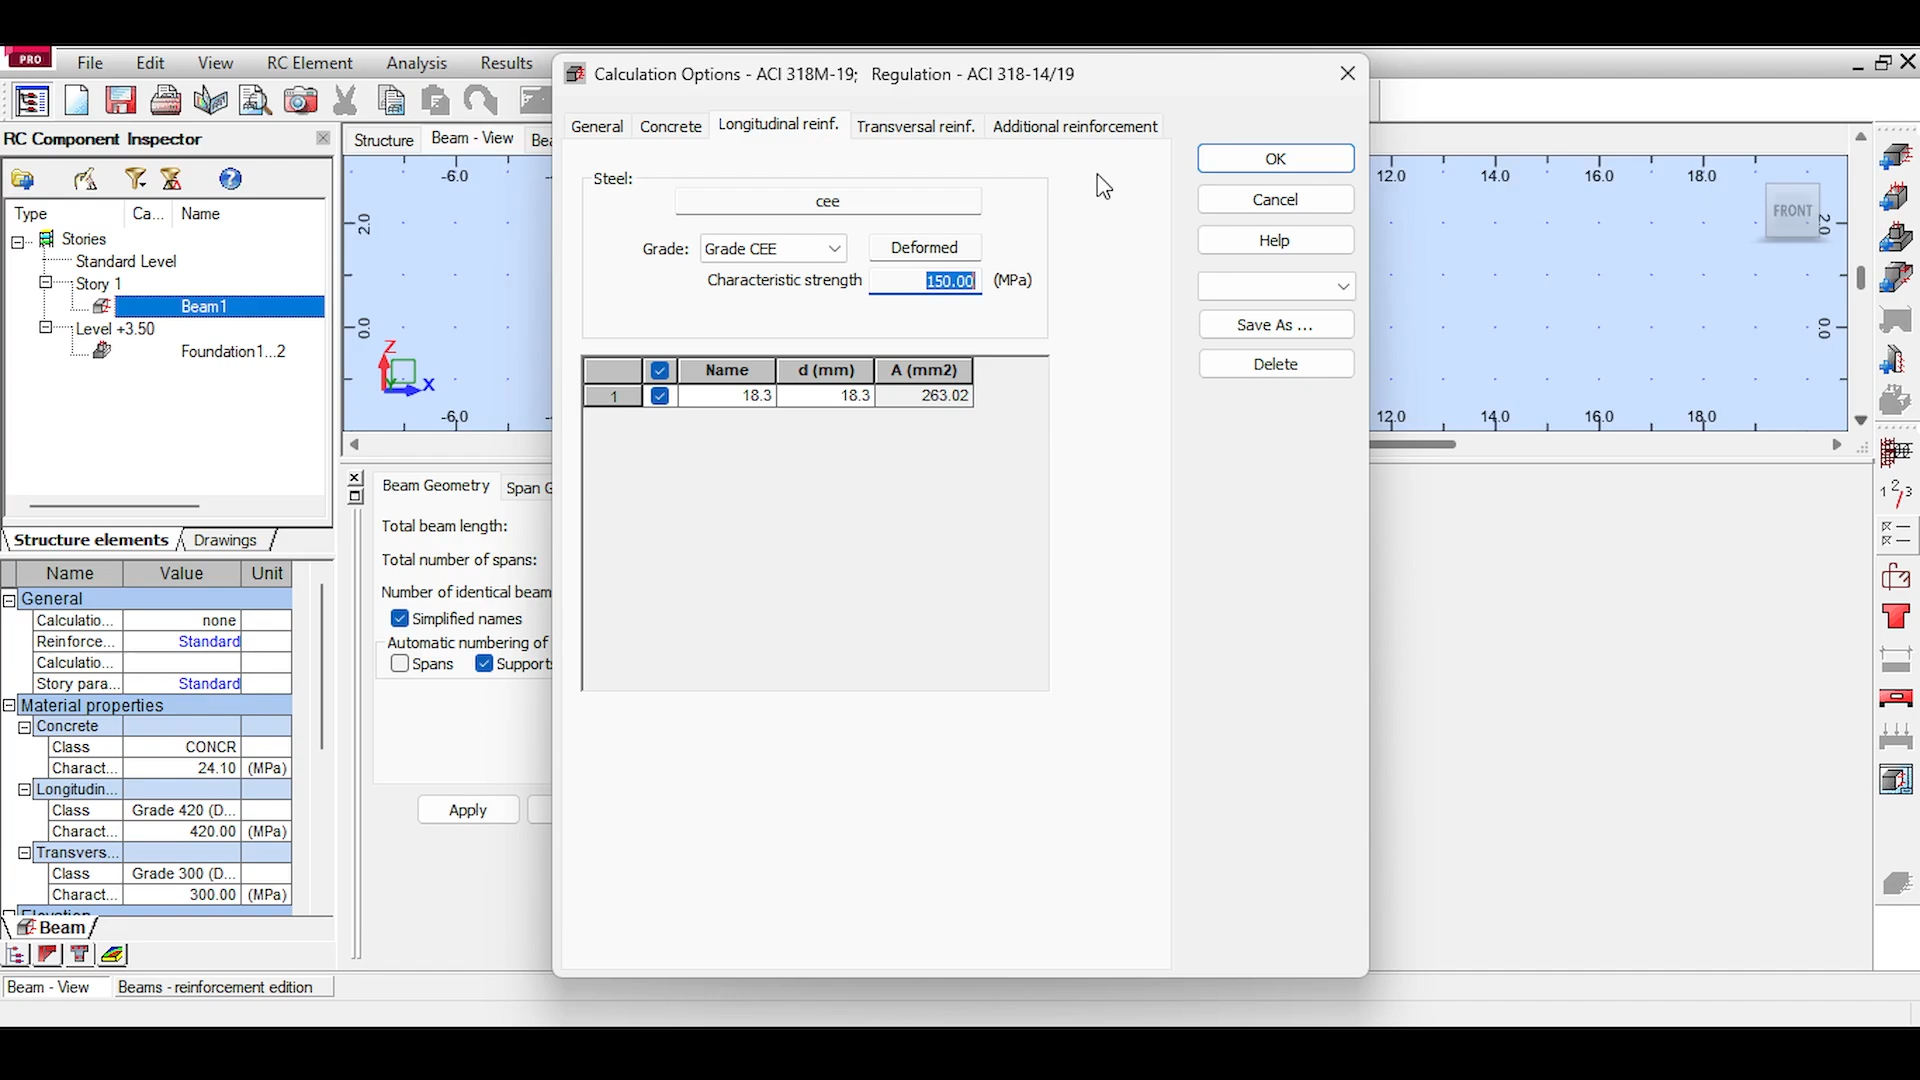 PRO
File Edit View RC Element Analysis Results
Calculation Options - ACI 318M-19; Regulation - ACI 318-14/19
General Concrete Longitudinal reinf. Transversal reinf. Additional reinforcement
Steel:
cee
Grade: Grade CEE Deformed
Characteristic strength 150.00 (MPa)
Name d (mm) A (mm2)
1 18.3 18.3 263.02
OK
Cancel
Help
Save As ...
Delete
RC Component Inspector
Type Ca... Name
Stories
Standard Level
Story 1
Beam1
Level +3.50
Foundation1...2
Structure elements Drawings
Name Value Unit
General
Calculatio... none
Reinforce... Standard
Calculatio...
Story para... Standard
Material properties
Concrete
Class CONCR
Charact... 24.10 (MPa)
Longitudin...
Class Grade 420 (D...
Charact... 420.00 (MPa)
Transvers...
Class Grade 300 (D...
Charact... 300.00 (MPa)
Beam
Beam - View Beams - reinforcement edition
Structure Beam - View Bea
-6.0
2.0
0.0
Z
X
-6.0
12.0 14.0 16.0 18.0
FRONT
2.0
0.0
12.0 14.0 16.0 18.0
Beam Geometry Span G
Total beam length:
Total number of spans:
Number of identical beam
Simplified names
Automatic numbering of
Spans Supports
Apply
1 2 3